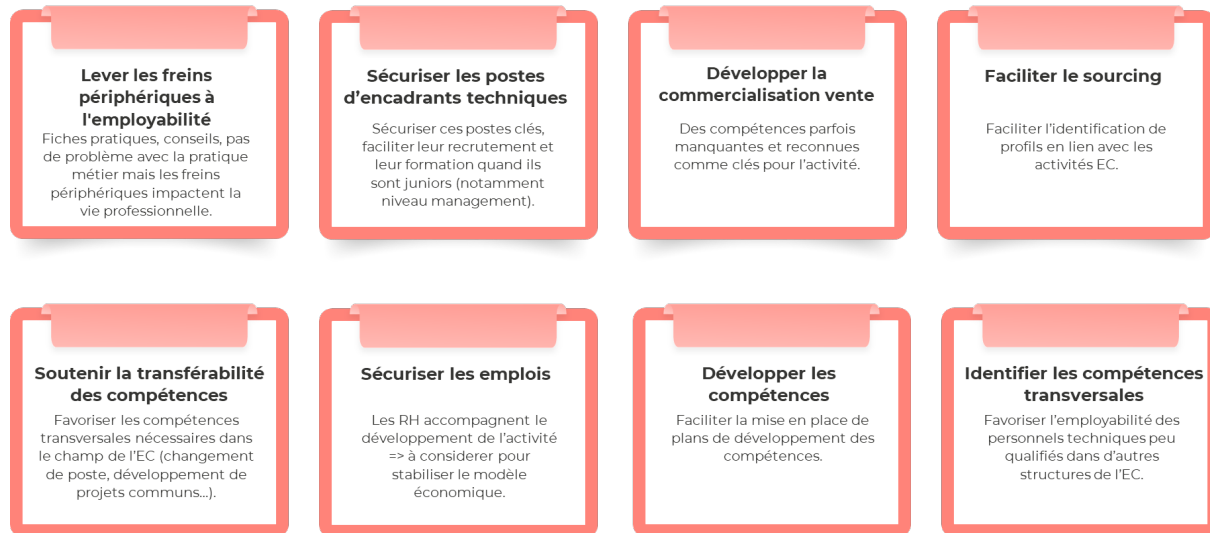 Lever les freins
périphériques à
l'employabilité
Fiches pratiques, conseils, pas
de problème avec la pratique
métier mais les freins
périphériques impactent la
vie professionnelle.
Sécuriser les postes
d’encadrants techniques
Sécuriser ces postes clés,
faciliter leur recrutement et
leur formation quand ils
sont juniors (notamment
niveau management).
Développer la
commercialisation vente
Des compétences parfois
manquantes et reconnues
comme clés pour l’activité.
Faciliter le sourcing
Faciliter l’identification de
profils en lien avec les
activités EC.
Soutenir la transférabilité
des compétences
Favoriser les compétences
transversales nécessaires dans
le champ de l’EC (changement
de poste, développement de
projets communs…).
Sécuriser les emplois
Les RH accompagnent le
développement de l’activité
=> à considerer pour
stabiliser le modèle
économique.
Développer les
compétences
Faciliter la mise en place de
plans de développement des
compétences.
Identifier les compétences
transversales
Favoriser l’employabilité des
personnels techniques peu
qualifiés dans d’autres
structures de l’EC.